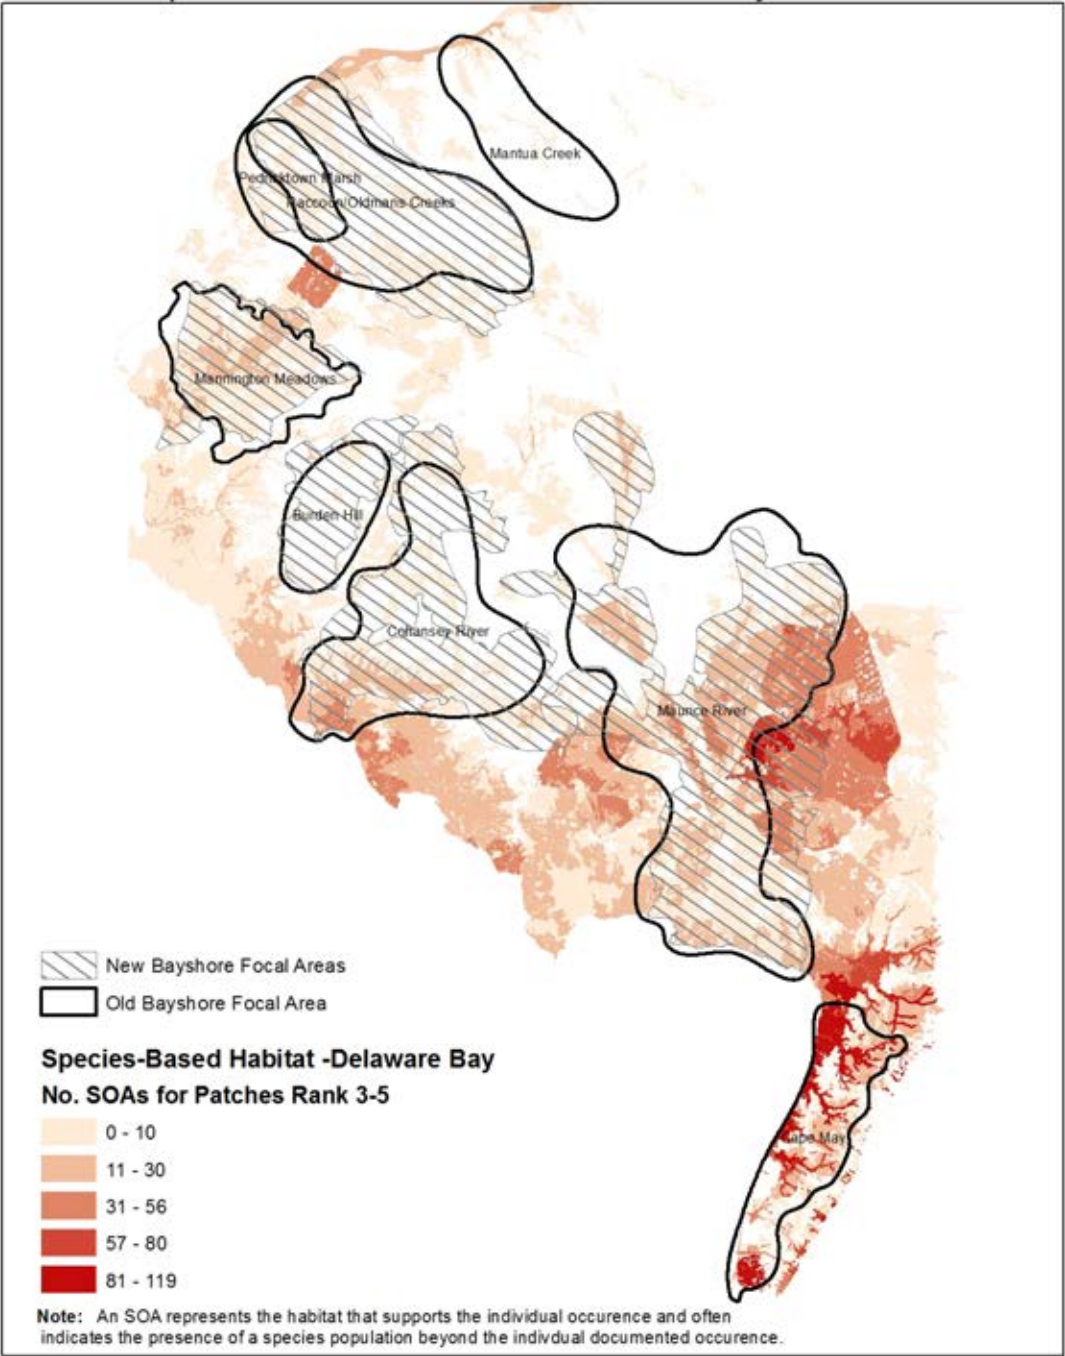 Mantua Creek
Pedricktown Marsh
Raccoon/Oldmans Creeks
Mannington Meadows
Burden Hill
Cohansey River
Maurice River
Cape May
New Bayshore Focal Areas
Old Bayshore Focal Area
Species-Based Habitat -Delaware Bay
No. SOAs for Patches Rank 3-5
0 - 10
11 - 30
31 - 56
57 - 80
81 - 119
Note: An SOA represents the habitat that supports the individual occurence and often
indicates the presence of a species population beyond the indivdual documented occurence.